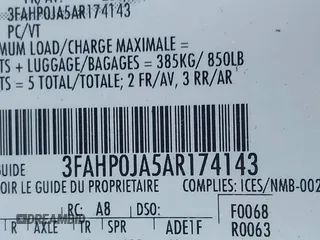 3FAHP0JA5AR174143
PC/VT
MUM LOAD/CHARGE MAXIMALE =
TS + LUGGAGE/BAGAGES = 385KG/ 850LB
TS = 5 TOTAL/TOTALE; 2 FR/AV, 3 RR/AR
GUIDE 3FAHP0JA5AR174143
OIR LE GUIDE DU PROPRIETAIRE COMPLIES: ICES/NMB-002
RC: A8 DSO: F0068
R AXLE TR SPR ADE1F R0063